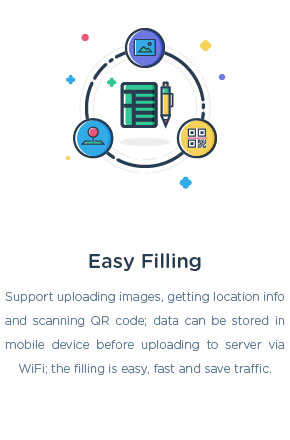 Easy Filling
Support uploading images, getting location info
and scanning QR code; data can be stored in
mobile device before uploading to server via
WiFi; the filling is easy, fast and save traffic.